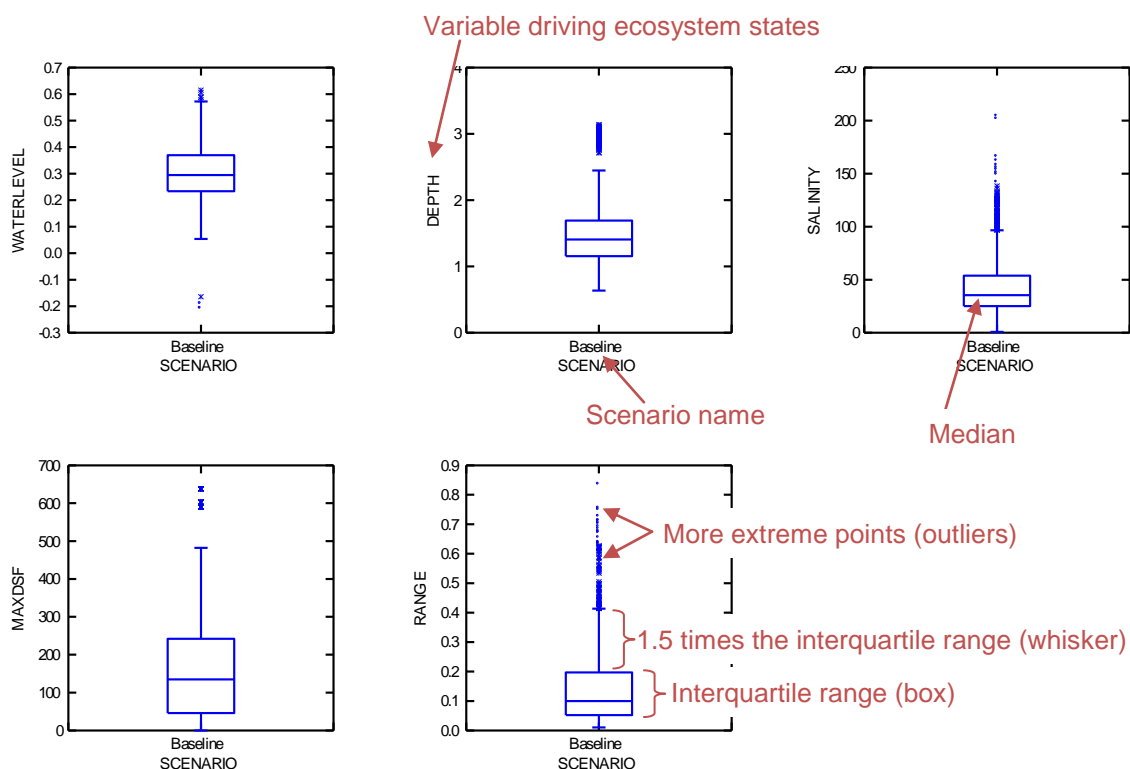 Variable driving ecosystem states
0.7
0.6
0.5
0.4
0.3
0.2
0.1
0.0
-0.1
-0.2
-0.3
WATERLEVEL
Baseline
SCENARIO
4
3
2
1
0
DEPTH
Baseline
SCENARIO
250
200
150
100
50
0
SALINITY
Baseline
SCENARIO
Scenario name
Median
700
600
500
400
300
200
100
0
MAXDSF
Baseline
SCENARIO
0.9
0.8
0.7
0.6
0.5
0.4
0.3
0.2
0.1
0.0
RANGE
Baseline
SCENARIO
More extreme points (outliers)
1.5 times the interquartile range (whisker)
Interquartile range (box)